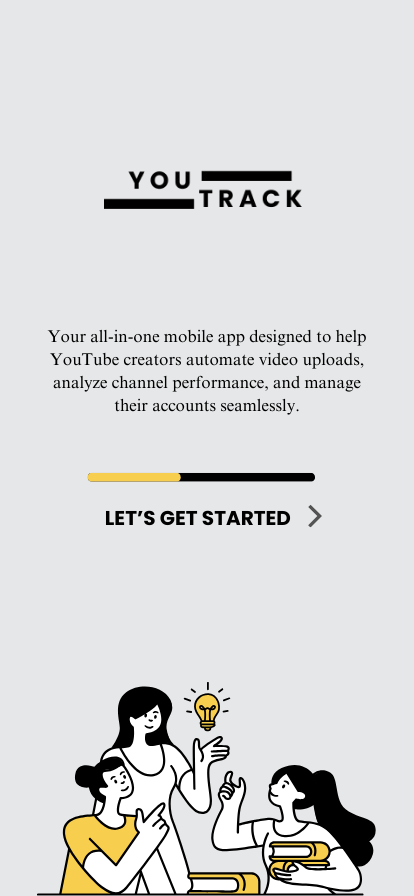 YOU
TRACK
Your all-in-one mobile app designed to help
YouTube creators automate video uploads,
analyze channel performance, and manage
their accounts seamlessly.
LET’S GET STARTED